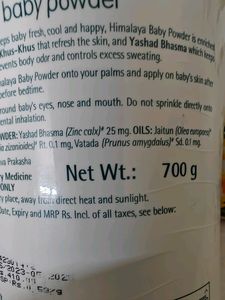 baby powder
eps baby fresh, cool and happy, Himalaya Baby Powder is enriched
Khus-Khus that refresh the skin, and Yashad Bhasma which keeps
events body odor and controls excess sweating.
alaya Baby Powder onto your palms and apply on baby's skin after
before bedtime.
round baby's eyes, nose and mouth. Do not sprinkle directly onto
ental inhalation.
WDER: Yashad Bhasma (Zinc calx)# 25 mg. OILS: Jaitun (Olea europaea)*
ia zizanioides)* Rt. 0.1 mg, Vatada (Prunus amygdalus)* Sd. 0.1 mg.
a Prakasha
y Medicine
ONLY
Net Wt.: 700 g
ry place, away from direct heat and sunlight.
Date, Expiry and MRP Rs. Incl. of all taxes, see below: